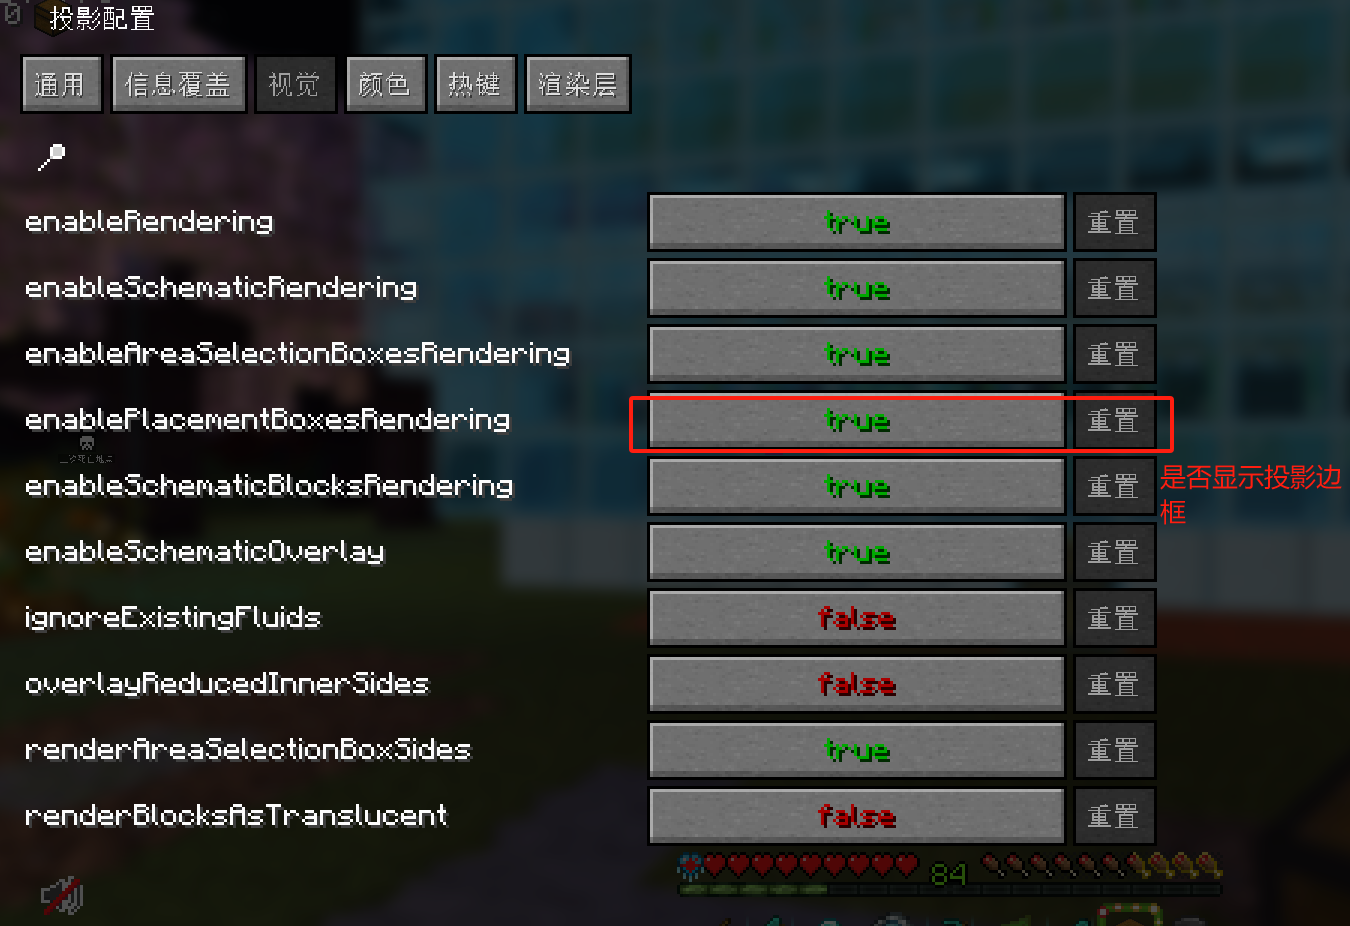 投影配置
通用 信息覆盖 视觉 颜色 热键 渲染层
enableRendering true 重置
enableSchematicRendering true 重置
enableAreaSelectionBoxesRendering true 重置
enablePlacementBoxesRendering true 重置
enableSchematicBlocksRendering true 重置
是否显示投影边
框
enableSchematicOverlay true 重置
ignoreExistingFluids false 重置
overlayReducedInnerSides false 重置
renderAreaSelectionBoxSides true 重置
renderBlocksAsTranslucent false 重置
84